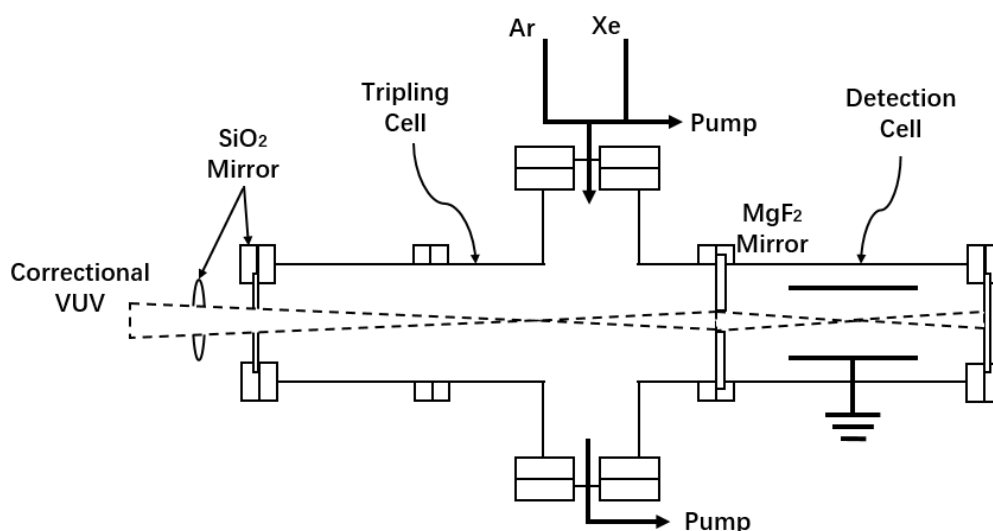 Ar
Xe
Pump
Tripling
Cell
Detection
Cell
SiO₂
Mirror
MgF₂
Mirror
Correctional
VUV
Pump